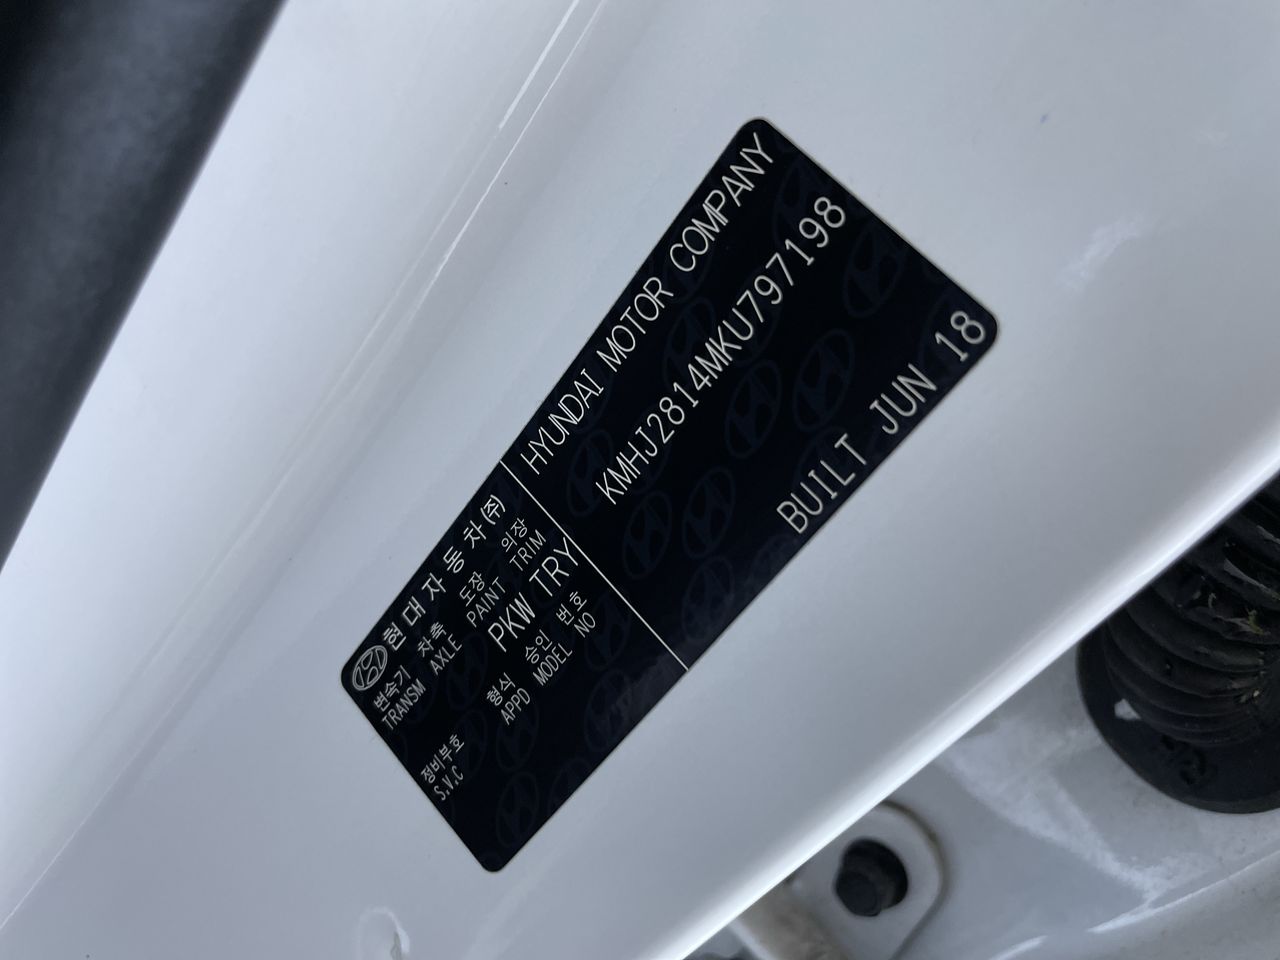 현대자동차(주)
변속기 차축 도장 의장
TRANSM AXLE PAINT TRIM
PKW TRY
형식 승인 번호
APPD MODEL NO
정비부호
S.V.C
HYUNDAI MOTOR COMPANY
KMHJ2814MKU797198
BUILT JUN 18